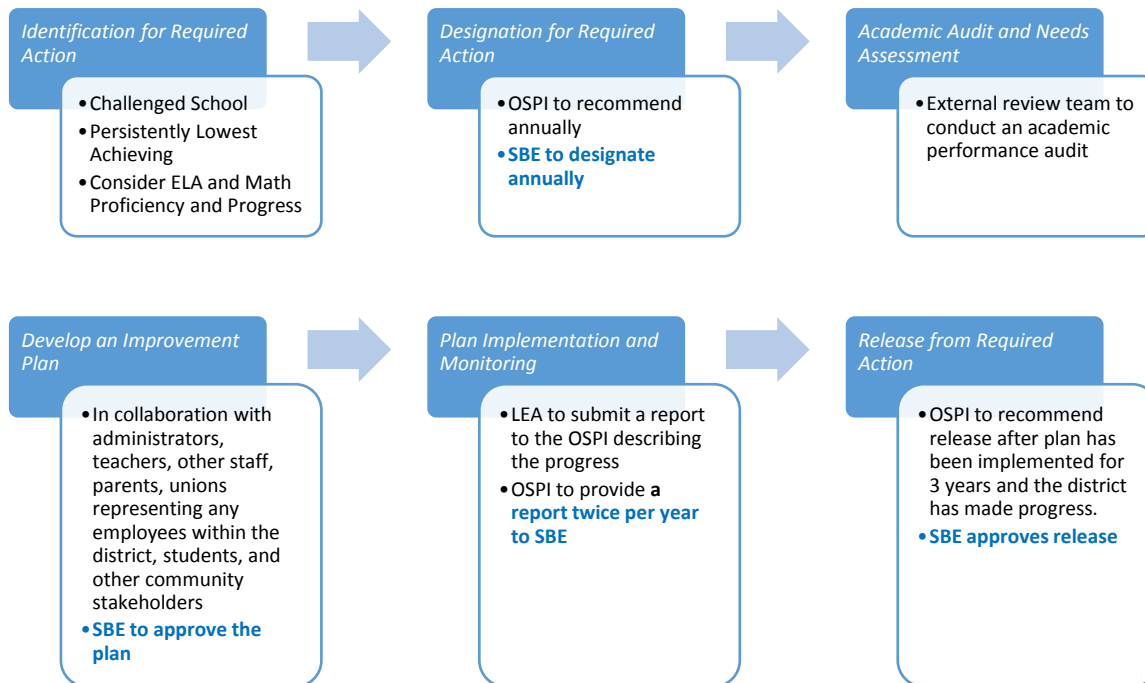 Identification for Required
Action
• Challenged School
• Persistently Lowest
Achieving
• Consider ELA and Math
Proficiency and Progress
Designation for Required
Action
• OSPI to recommend
annually
• SBE to designate
annually
Academic Audit and Needs
Assessment
• External review team to
conduct an academic
performance audit
Develop an Improvement
Plan
• In collaboration with
administrators,
teachers, other staff,
parents, unions
representing any
employees within the
district, students, and
other community
stakeholders
• SBE to approve the
plan
Plan Implementation and
Monitoring
• LEA to submit a report
to the OSPI describing
the progress
• OSPI to provide a
report twice per year
to SBE
Release from Required
Action
• OSPI to recommend
release after plan has
been implemented for
3 years and the district
has made progress.
• SBE approves release